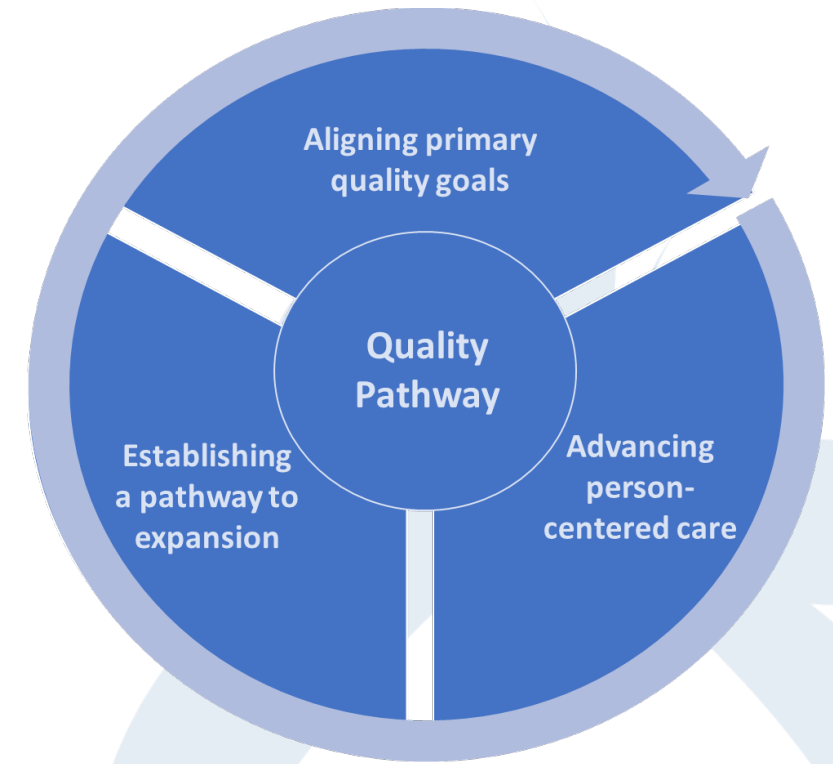 Aligning primary
quality goals
Quality
Pathway
Establishing
a pathway to
expansion
Advancing
person-
centered care